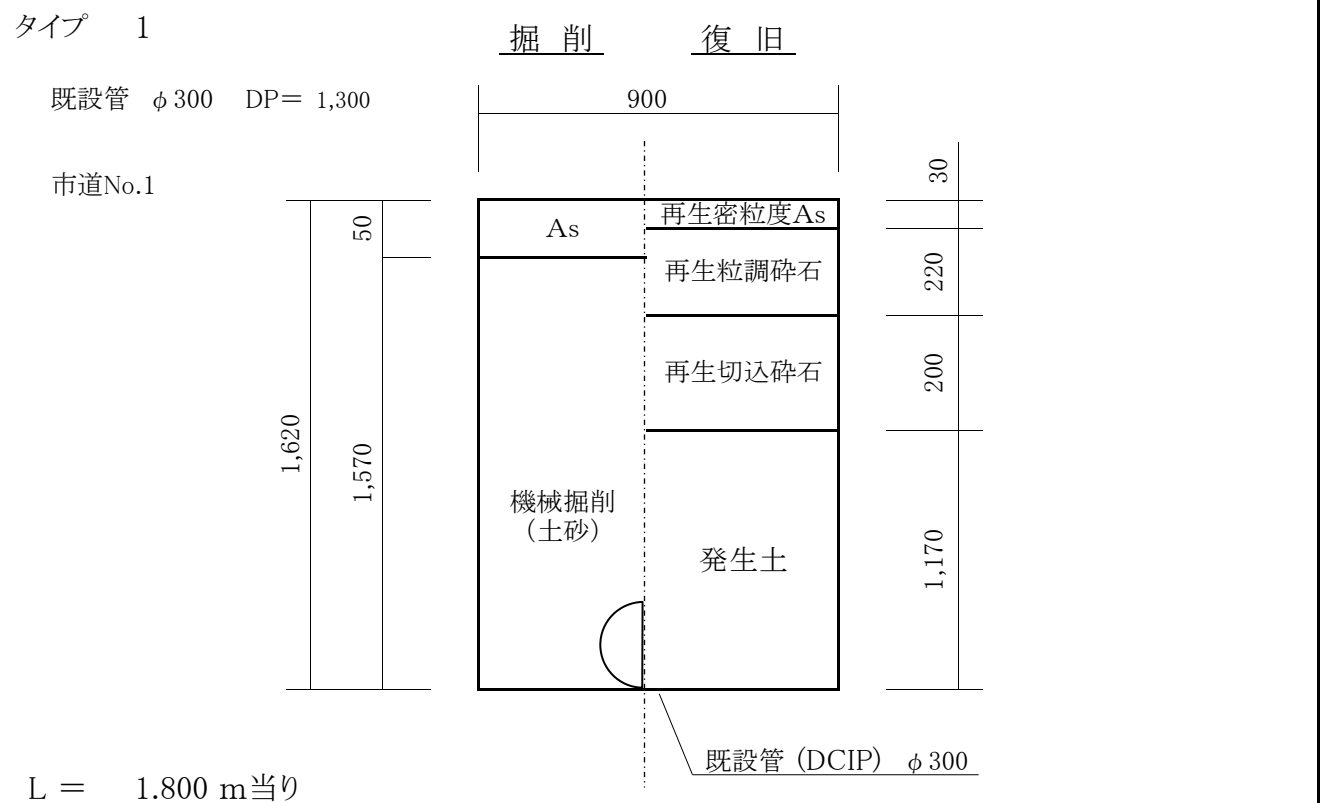 タイプ 1
掘 削 復 旧
既設管 φ300 DP＝ 1,300
900
市道No.1
30
50
As
再生密粒度As
再生粒調砕石
220
再生切込砕石
200
1,620
1,570
機械掘削
（土砂）
発生土
1,170
既設管 (DCIP) φ300
L ＝ 1.800 m当り